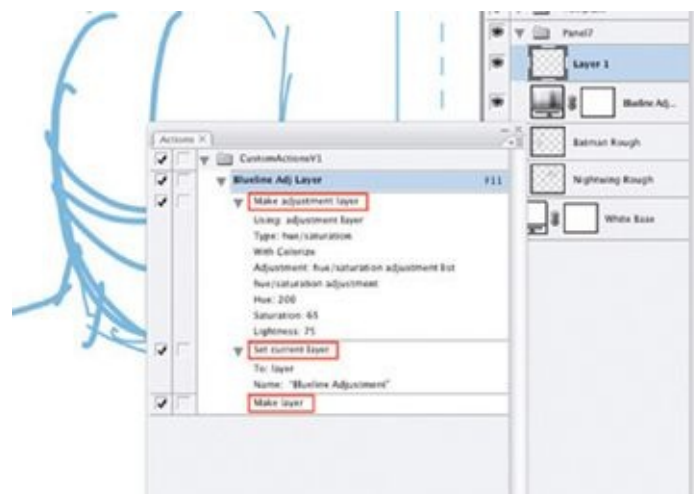 Panel7
Layer 1
Blueline Adj...
Batman Rough
Nightwing Rough
White Base
Actions
CustomActionsV1
Blueline Adj Layer F11
Make adjustment layer
Using: adjustment layer
Type: hue/saturation
With Colorize
Adjustment: hue/saturation adjustment list
hue/saturation adjustment
Hue: 200
Saturation: 65
Lightness: 75
Set current layer
To: layer
Name: "Blueline Adjustment"
Make layer